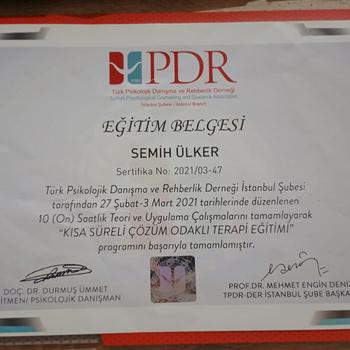 PDR
Türk Psikolojik Danışma ve Rehberlik Derneği
Turkish Psychological Counseling and Guidance Association
İstanbul Şubesi / Istanbul Branch
EĞİTİM BELGESİ
SEMİH ÜLKER
Sertifika No: 2021/03-47
Türk Psikolojik Danışma ve Rehberlik Derneği İstanbul Şubesi
tarafından 27 Şubat-3 Mart 2021 tarihlerinde düzenlenen
10 (On) Saatlik Teori ve Uygulama Çalışmalarını tamamlayarak
"KISA SÜRELİ ÇÖZÜM ODAKLI TERAPİ EĞİTİMİ"
programını başarıyla tamamlamıştır.
DOÇ. DR. DURMUŞ ÜMMET
İTMEN/ PSİKOLOJİK DANIŞMAN
PROF.DR. MEHMET ENGİN DENİZ
TPDR-DER İSTANBUL ŞUBE BAŞKA